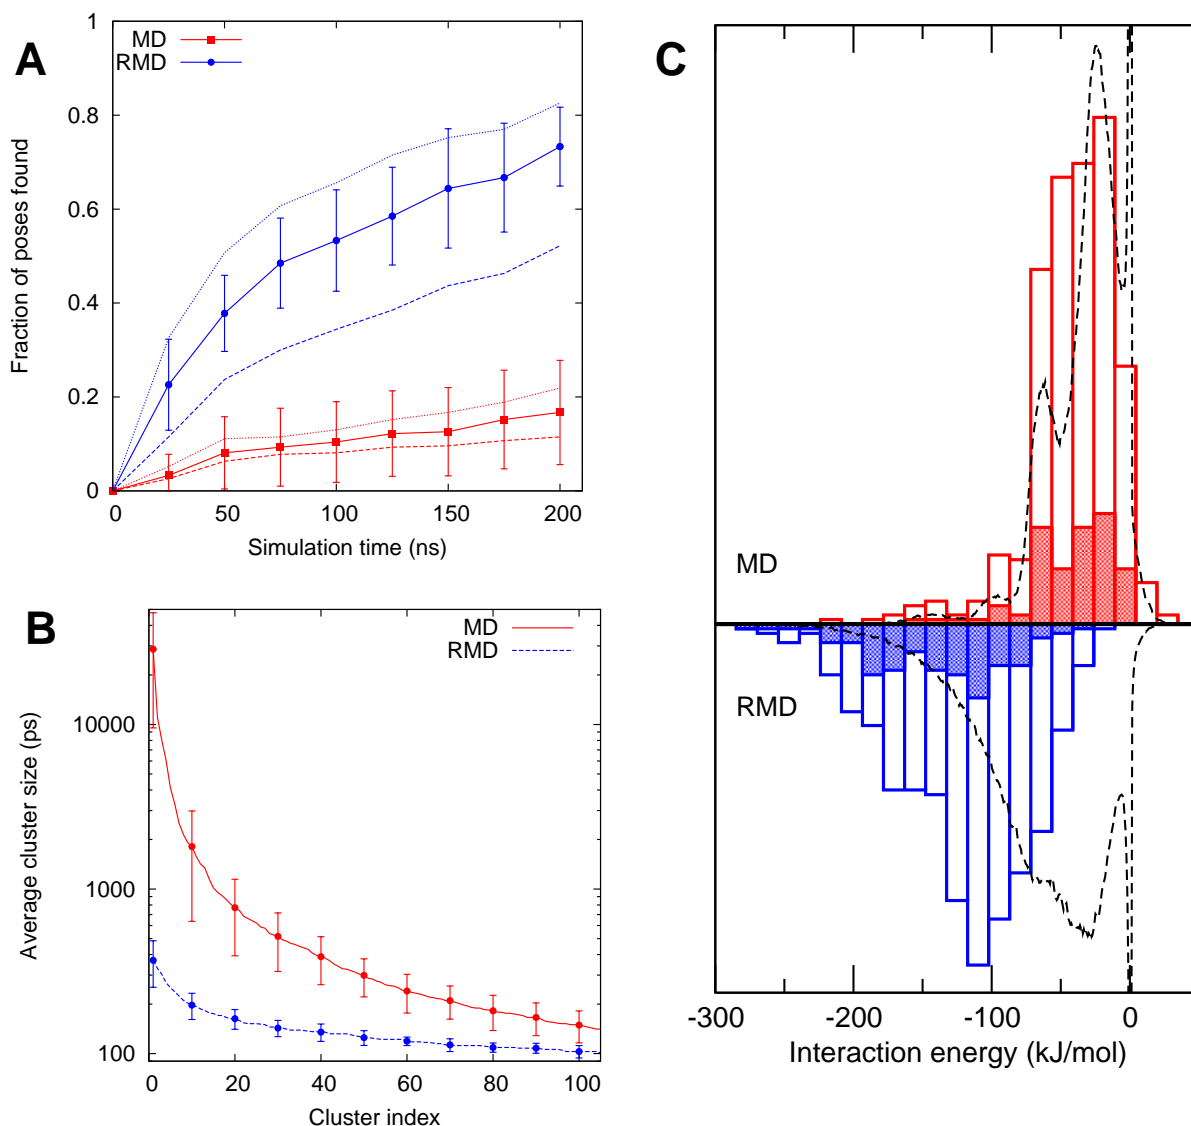 A
MD
RMD
1
0.8
0.6
0.4
0.2
0
Fraction of poses found
0 50 100 150 200
Simulation time (ns)
B
MD
RMD
10000
1000
100
Average cluster size (ps)
0 20 40 60 80 100
Cluster index
C
MD
RMD
-300 -200 -100 0
Interaction energy (kJ/mol)